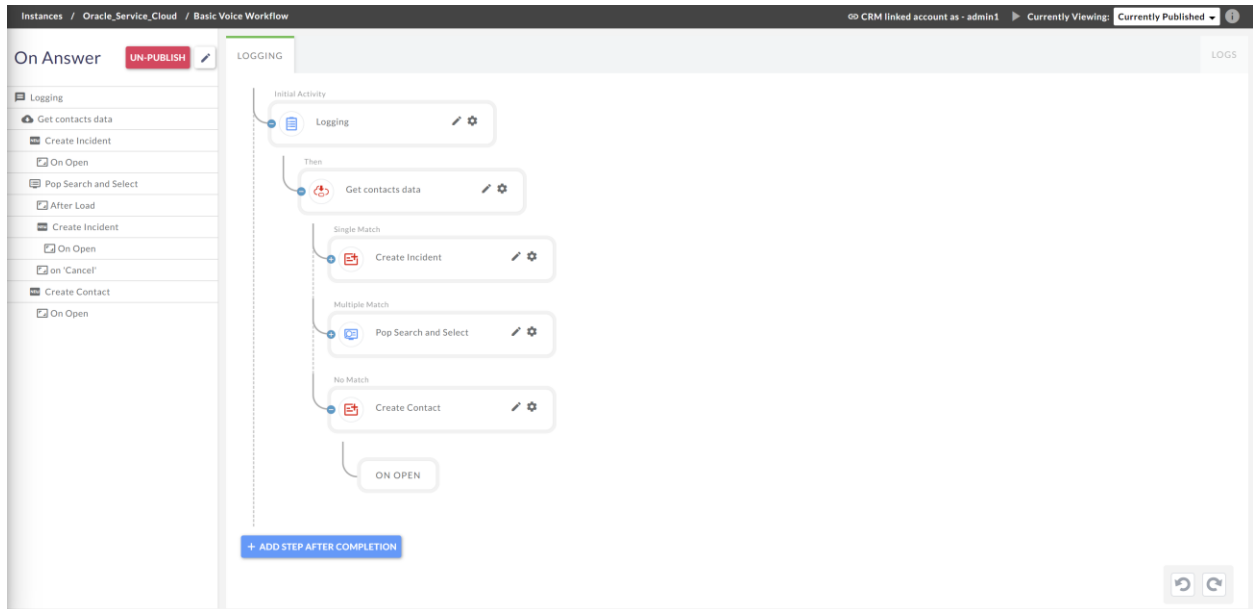 Instances / Oracle_Service_Cloud / Basic Voice Workflow
CRM linked account as - admin1 Currently Viewing: Currently Published
On Answer UN-PUBLISH
Logging
Get contacts data
Create Incident
On Open
Pop Search and Select
After Load
Create Incident
On Open
on 'Cancel'
Create Contact
On Open
LOGGING
LOGS
Initial Activity
Logging
Then
Get contacts data
Single Match
Create Incident
Multiple Match
Pop Search and Select
No Match
Create Contact
ON OPEN
+ ADD STEP AFTER COMPLETION